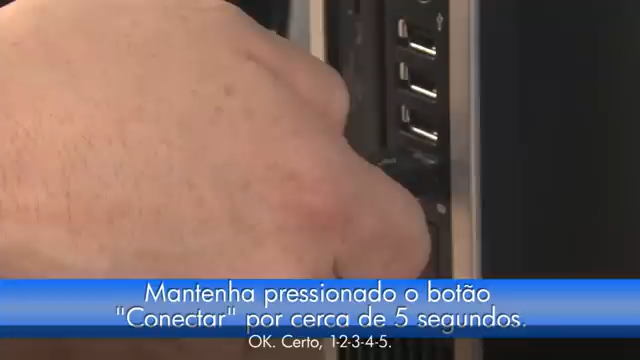 Mantenha pressionado o botão
"Conectar" por cerca de 5 segundos.
OK. Certo, 1-2-3-4-5.